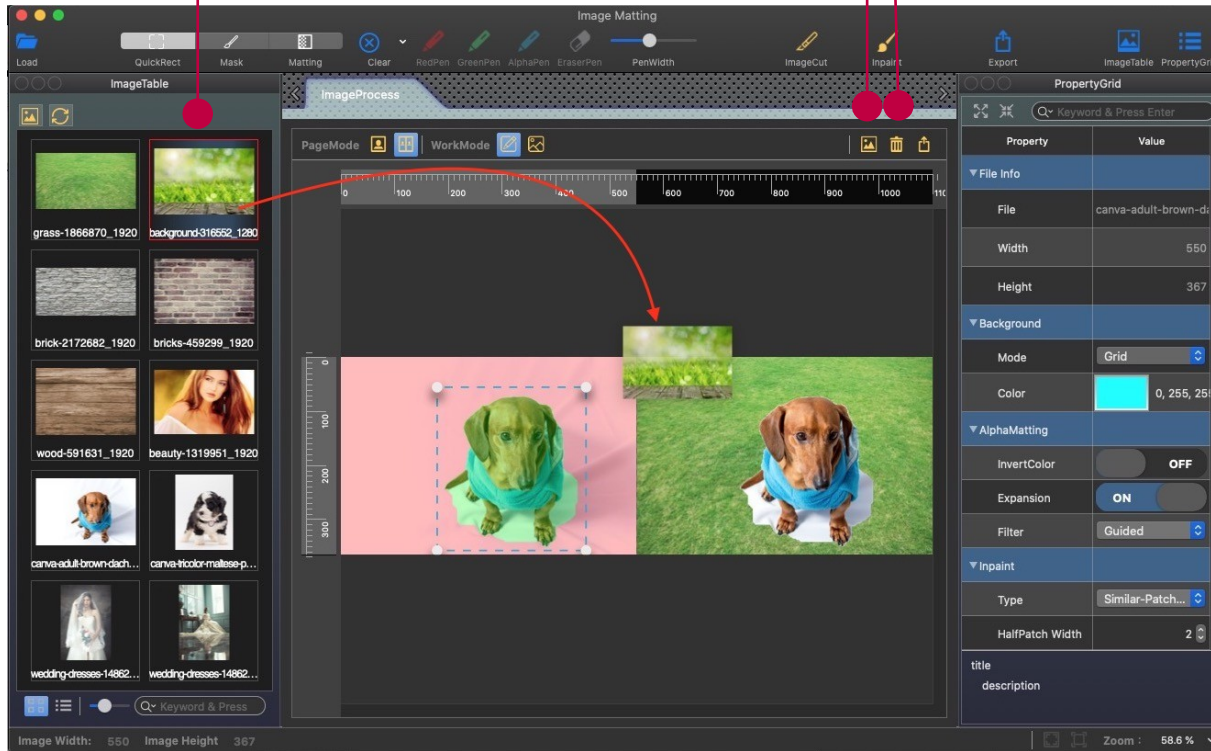 Image Matting
Load
QuickRect
Mask
Matting
Clear
RedPen
GreenPen
AlphaPen
EraserPen
PenWidth
ImageCut
Inpaint
Export
ImageTable
PropertyGri
ImageTable
grass-1866870_1920
background-316552_1280
brick-2172682_1920
bricks-459299_1920
wood-591631_1920
beauty-1319951_1920
canva-adult-brown-dach...
canva-tricolor-maltese-p...
wedding-dresses-14862...
wedding-dresses-14862...
Keyword & Press
ImageProcess
PageMode
WorkMode
0 100 200 300 400 500 600 700 800 900 1000 110
0
100
200
300
PropertyGrid
Keyword & Press Enter
Property Value
File Info
File canva-adult-brown-da
Width 550
Height 367
Background
Mode Grid
Color 0, 255, 255
AlphaMatting
InvertColor OFF
Expansion ON
Filter Guided
Inpaint
Type Similar-Patch...
HalfPatch Width 2
title
description
Image Width: 550 Image Height 367
Zoom : 58.6 %